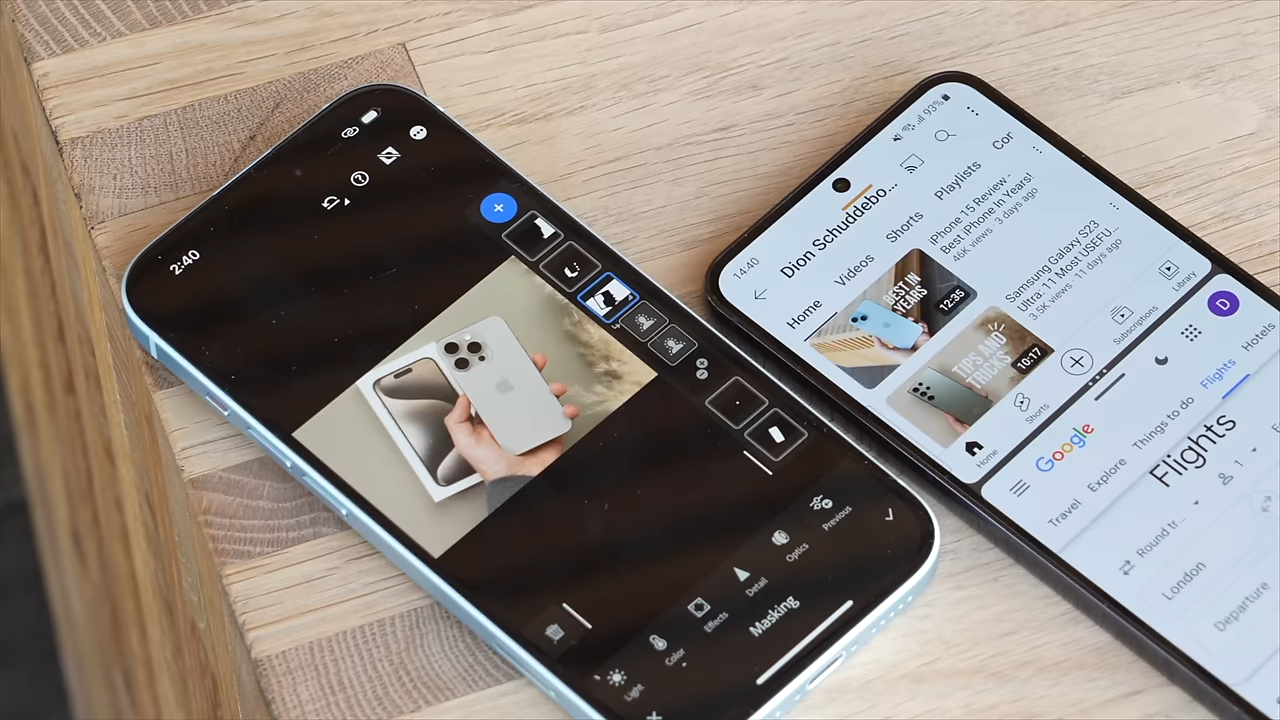 2:40
Light
Color
Effects
Detail
Optics
Previous
Masking
14:40
93%
Dion Schuddebo...
Home
Videos
Shorts
Playlists
Cor
BEST IN
YEARS
12:35
iPhone 15 Review -
Best iPhone In Years!
46K views · 3 days ago
TIPS AND
TRICKS
10:17
Samsung Galaxy S23
Ultra: 11 Most USEFU...
3.5K views · 11 days ago
Home
Shorts
Subscriptions
Library
Google
D
Travel
Explore
Things to do
Flights
Hotels
Flights
Round tr...
1
London
Departure